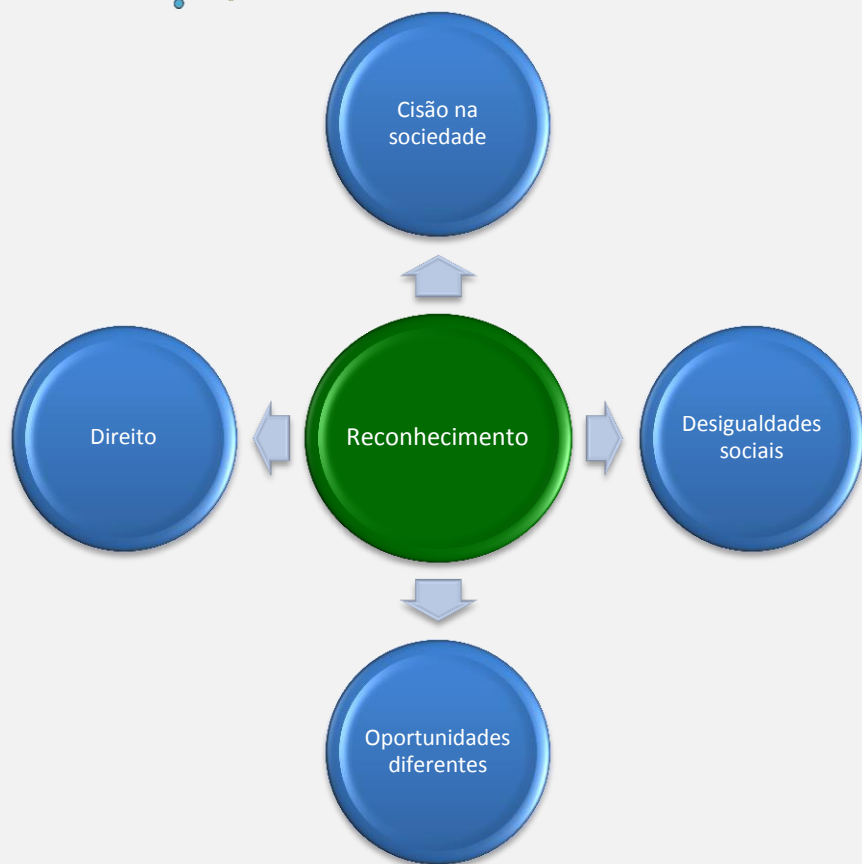 Cisão na
sociedade
Direito
Reconhecimento
Desigualdades
sociais
Oportunidades
diferentes